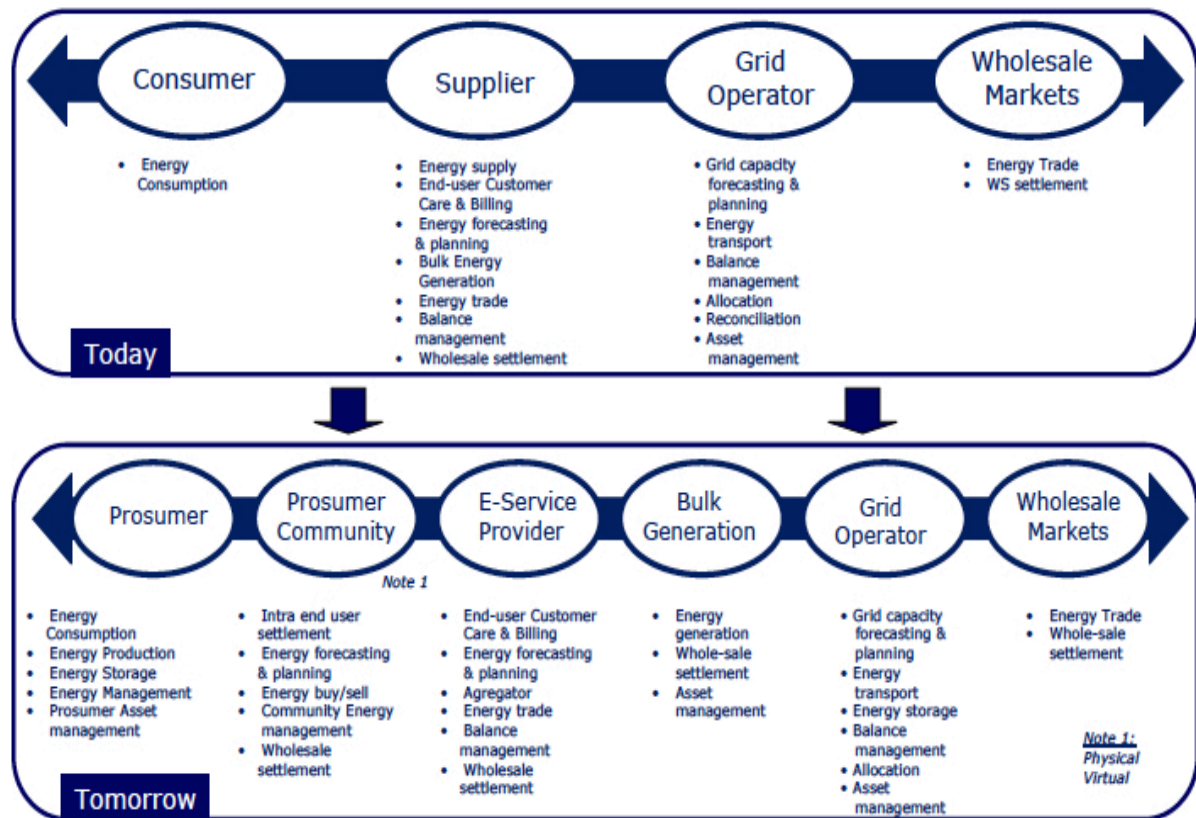 Consumer
Supplier
Grid
Operator
Wholesale
Markets
• Energy
Consumption
• Energy supply
• End-user Customer
Care & Billing
• Energy forecasting
& planning
• Bulk Energy
Generation
• Energy trade
• Balance
management
• Wholesale settlement
• Grid capacity
forecasting &
planning
• Energy
transport
• Balance
management
• Allocation
• Reconciliation
• Asset
management
• Energy Trade
• WS settlement
Today
Prosumer
Prosumer
Community
E-Service
Provider
Bulk
Generation
Grid
Operator
Wholesale
Markets
Note 1
• Energy
Consumption
• Energy Production
• Energy Storage
• Energy Management
• Prosumer Asset
management
• Intra end user
settlement
• Energy forecasting
& planning
• Energy buy/sell
• Community Energy
management
• Wholesale
settlement
• End-user Customer
Care & Billing
• Energy forecasting
& planning
• Agregator
• Energy trade
• Balance
management
• Wholesale
settlement
• Energy
generation
• Whole-sale
settlement
• Asset
management
• Grid capacity
forecasting &
planning
• Energy
transport
• Energy storage
• Balance
management
• Allocation
• Asset
management
• Energy Trade
• Whole-sale
settlement
Note 1:
Physical
Virtual
Tomorrow